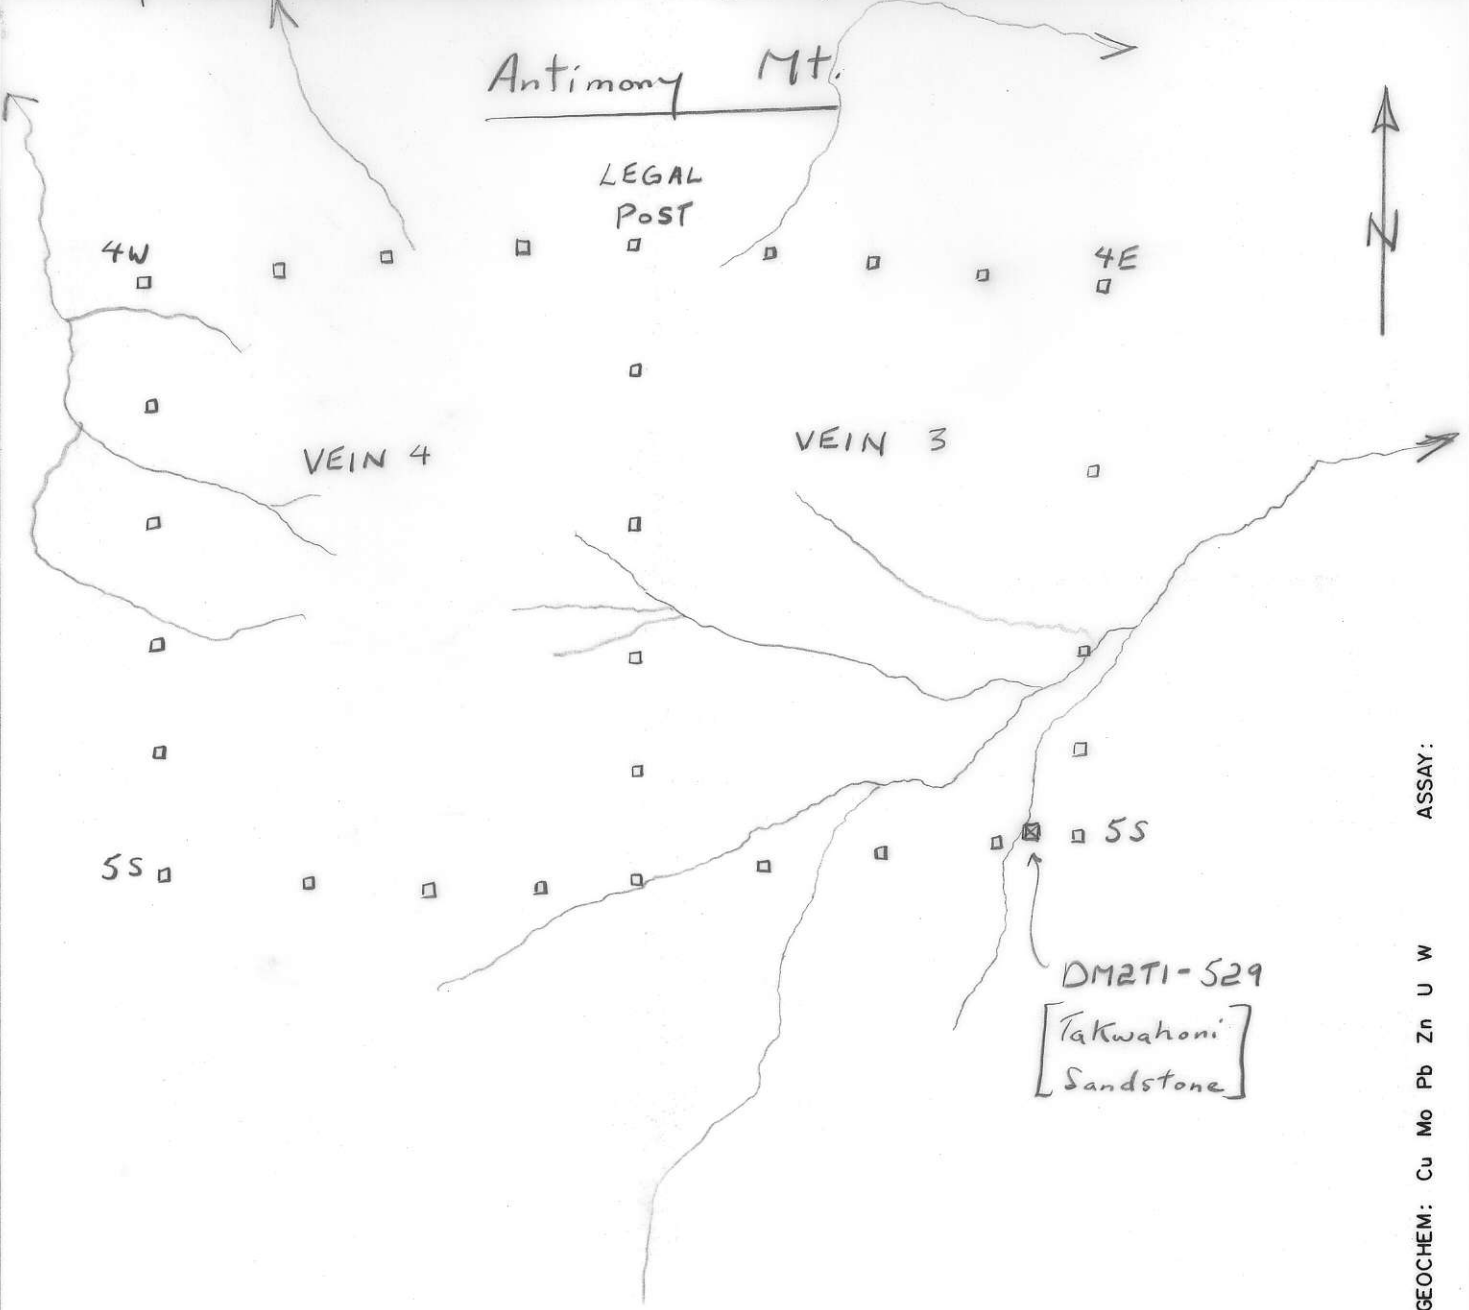 Antimony Mt.
LEGAL
POST
4W
4E
N
VEIN 4
VEIN 3
5S
5S
DM2T1-529
[Takwahoni
Sandstone]
GEOCHEM: Cu Mo Pb Zn U W ASSAY: